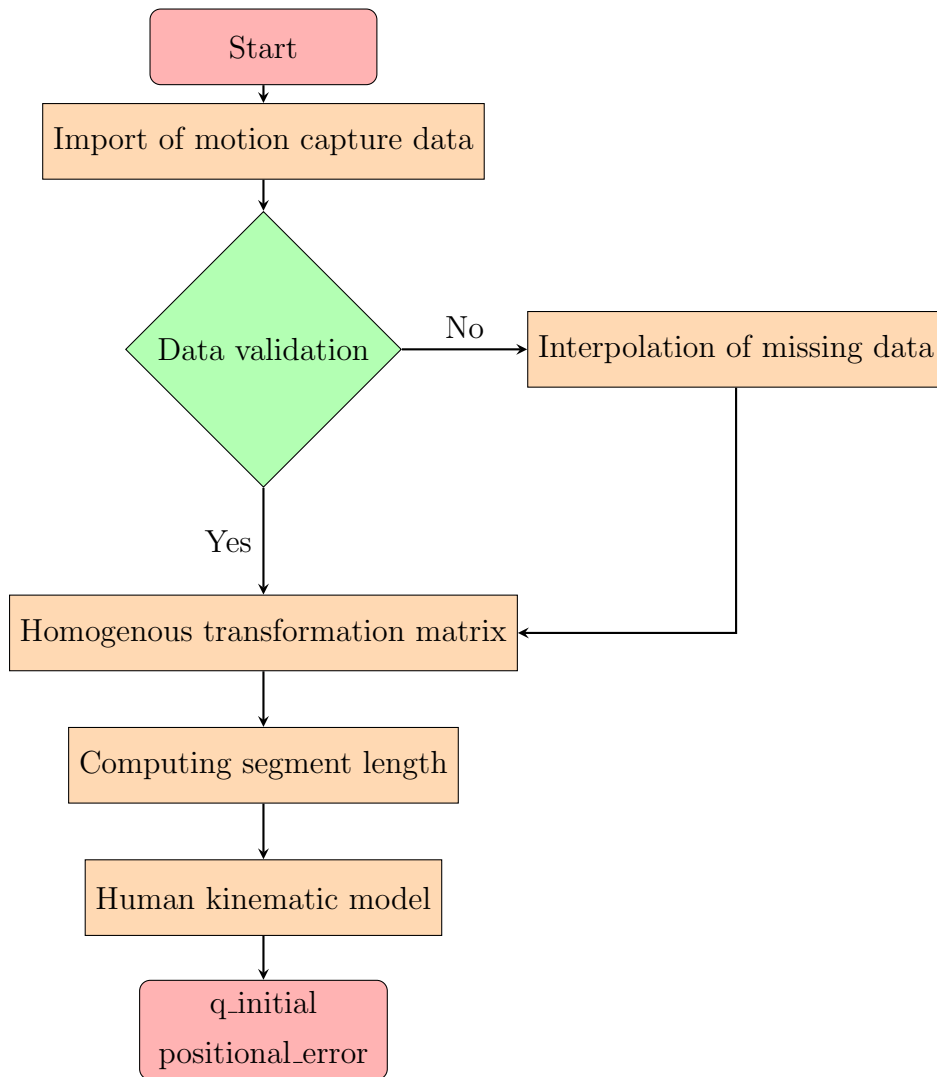 Start
Import of motion capture data
Data validation
No
Interpolation of missing data
Yes
Homogenous transformation matrix
Computing segment length
Human kinematic model
q_initial
positional_error